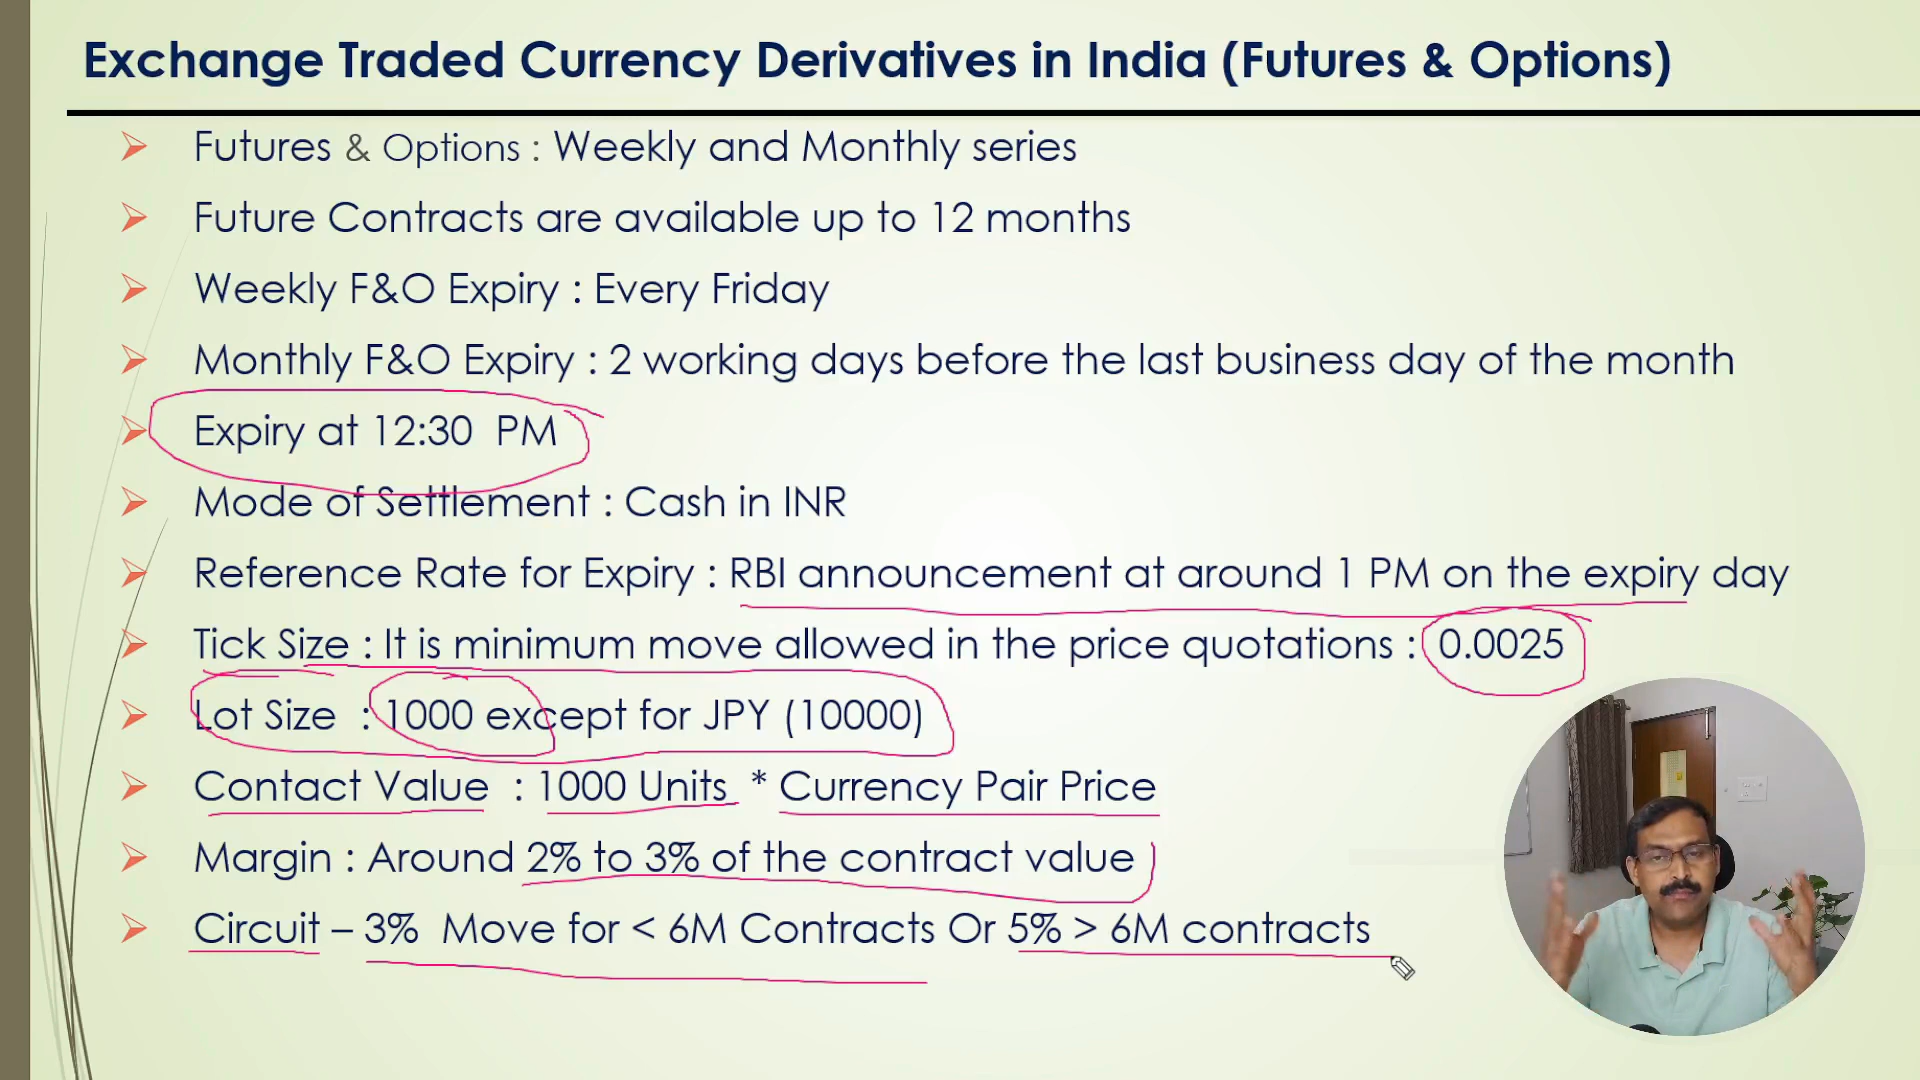 Exchange Traded Currency Derivatives in India (Futures & Options)
Futures & Options : Weekly and Monthly series
Future Contracts are available up to 12 months
Weekly F&O Expiry : Every Friday
Monthly F&O Expiry : 2 working days before the last business day of the month
Expiry at 12:30 PM
Mode of Settlement : Cash in INR
Reference Rate for Expiry : RBI announcement at around 1 PM on the expiry day
Tick Size : It is minimum move allowed in the price quotations : 0.0025
Lot Size : 1000 except for JPY (10000)
Contact Value : 1000 Units * Currency Pair Price
Margin : Around 2% to 3% of the contract value
Circuit – 3% Move for < 6M Contracts Or 5% > 6M contracts